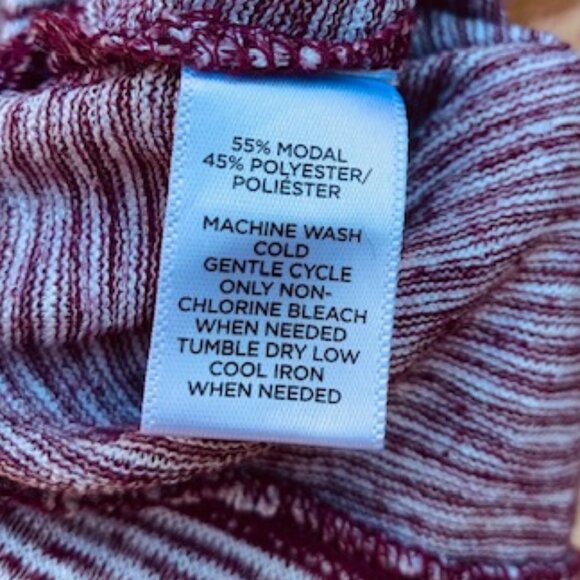 55% MODAL
45% POLYESTER/
POLIÉSTER
MACHINE WASH
COLD
GENTLE CYCLE
ONLY NON-
CHLORINE BLEACH
WHEN NEEDED
TUMBLE DRY LOW
COOL IRON
WHEN NEEDED